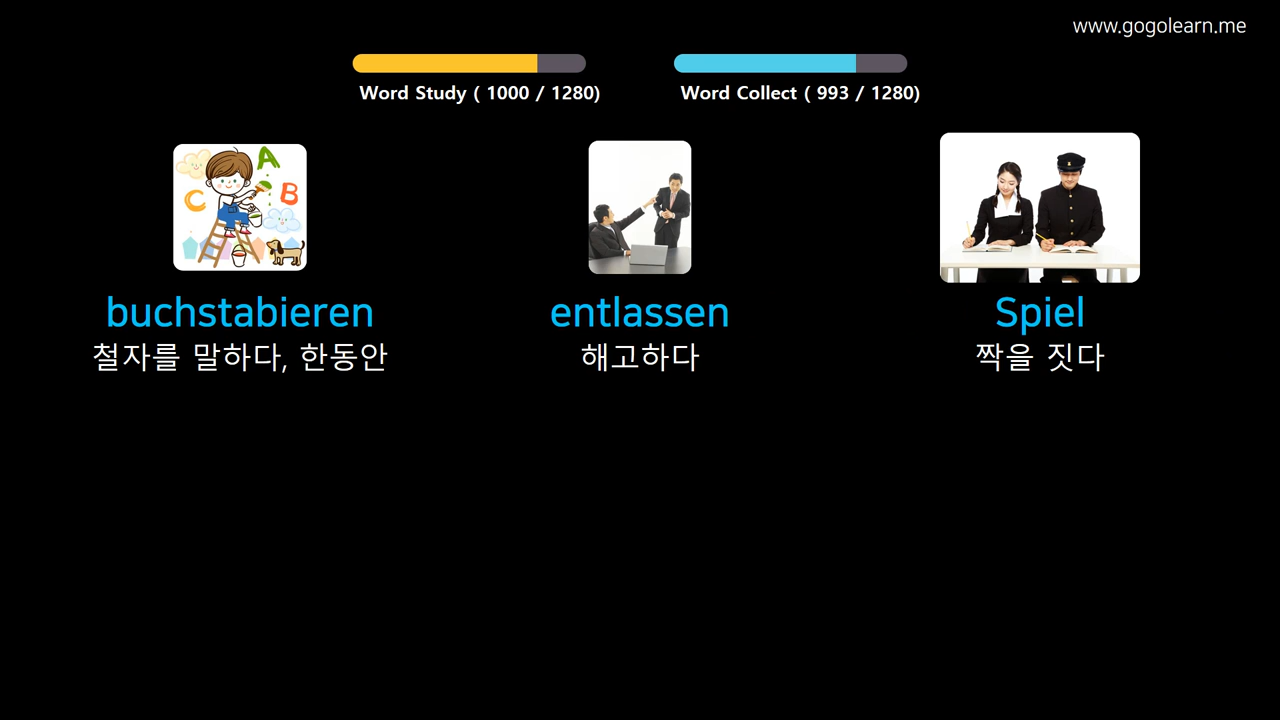 www.gogolearn.me
Word Study ( 1000 / 1280)
Word Collect ( 993 / 1280)
A
B
C
buchstabieren
entlassen
Spiel
철자를 말하다, 한동안
해고하다
짝을 짓다